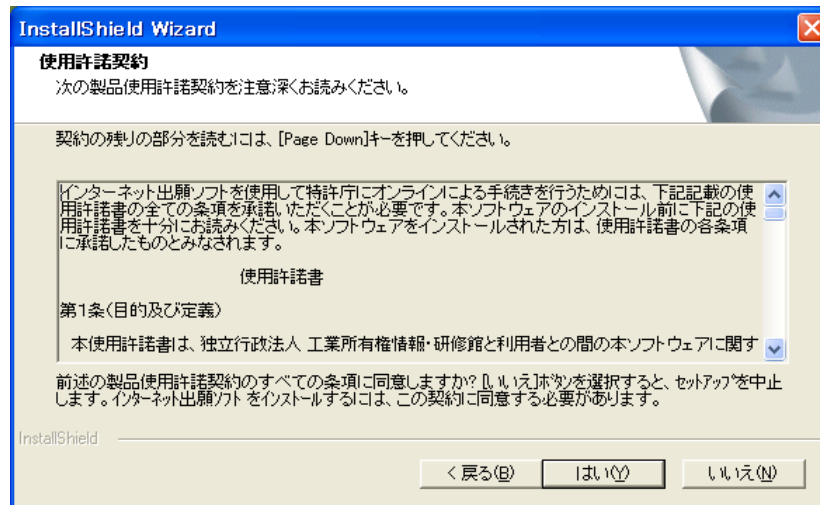 InstallShield Wizard
使用許諾契約
次の製品使用許諾契約を注意深くお読みください。
契約の残りの部分を読むには、[Page Down]キーを押してください。
インターネット出願ソフトを使用して特許庁にオンラインによる手続きを行うためには、下記記載の使
用許諾書の全ての条項を承諾いただくことが必要です。本ソフトウェアのインストール前に下記の使
用許諾書を十分にお読みください。本ソフトウェアをインストールされた方は、使用許諾書の各条項
に承諾したものとみなされます。
使用許諾書
第1条(目的及び定義)
本使用許諾書は、独立行政法人 工業所有権情報・研修館と利用者との間の本ソフトウェアに関す
前述の製品使用許諾契約のすべての条項に同意しますか? [いいえ]ボタンを選択すると、セットアップを中止
します。インターネット出願ソフト をインストールするには、この契約に同意する必要があります。
InstallShield
< 戻る(B)
はい(Y)
いいえ(N)